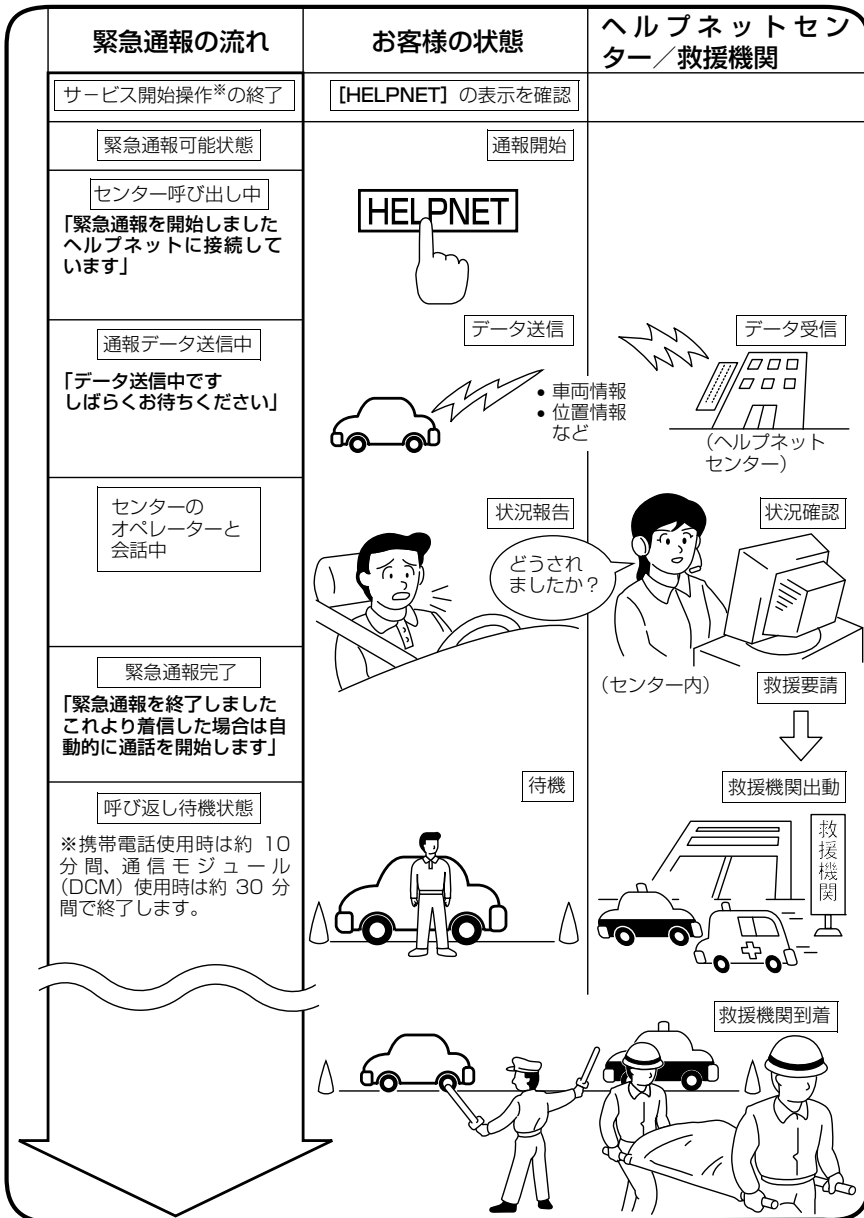 緊急通報の流れ
お客様の状態
ヘルプネットセン
ター／救援機関
サービス開始操作※の終了
[HELPNET] の表示を確認
緊急通報可能状態
通報開始
センター呼び出し中
「緊急通報を開始しました
ヘルプネットに接続して
います」
HELPNET
通報データ送信中
データ送信
データ受信
「データ送信中です
しばらくお待ちください」
• 車両情報
• 位置情報
など
（ヘルプネット
センター）
センターの
オペレーターと
会話中
状況報告
状況確認
どうされ
ましたか？
緊急通報完了
（センター内）
救援要請
「緊急通報を終了しました
これより着信した場合は自
動的に通話を開始します」
呼び返し待機状態
待機
救援機関出動
※携帯電話使用時は約 10
分間、通信モジュール
（DCM）使用時は約 30 分
間で終了します。
救援機関
救援機関到着